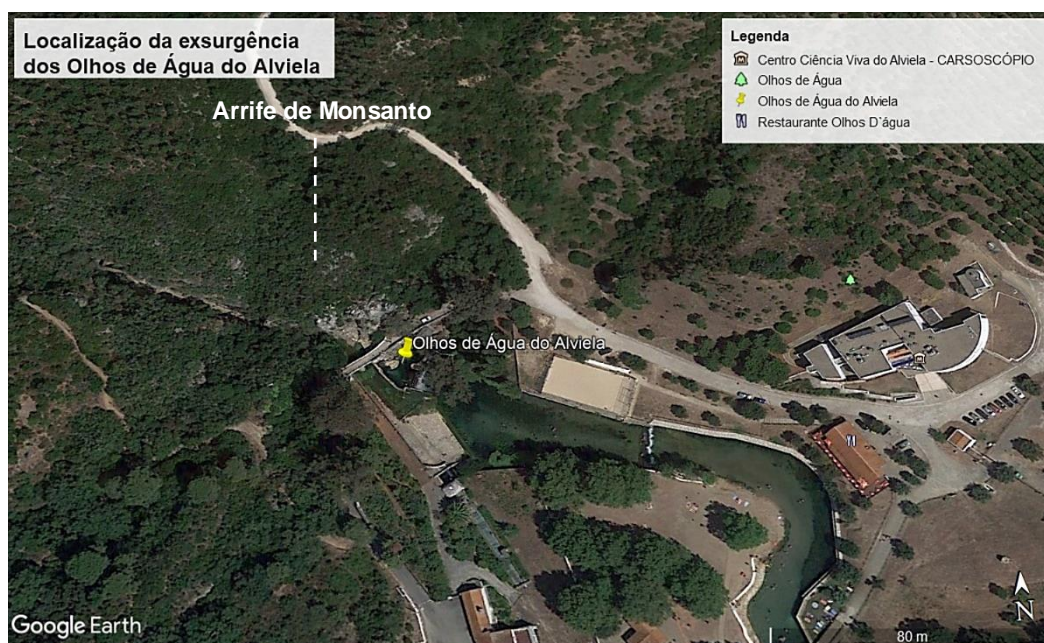 Localização da exsurgência
dos Olhos de Água do Alviela
Legenda
Centro Ciência Viva do Alviela - CARSOSCÓPIO
Olhos de Água
Olhos de Água do Alviela
Restaurante Olhos D`água
Arrife de Monsanto
Olhos de Água do Alviela
Google Earth
N
80 m